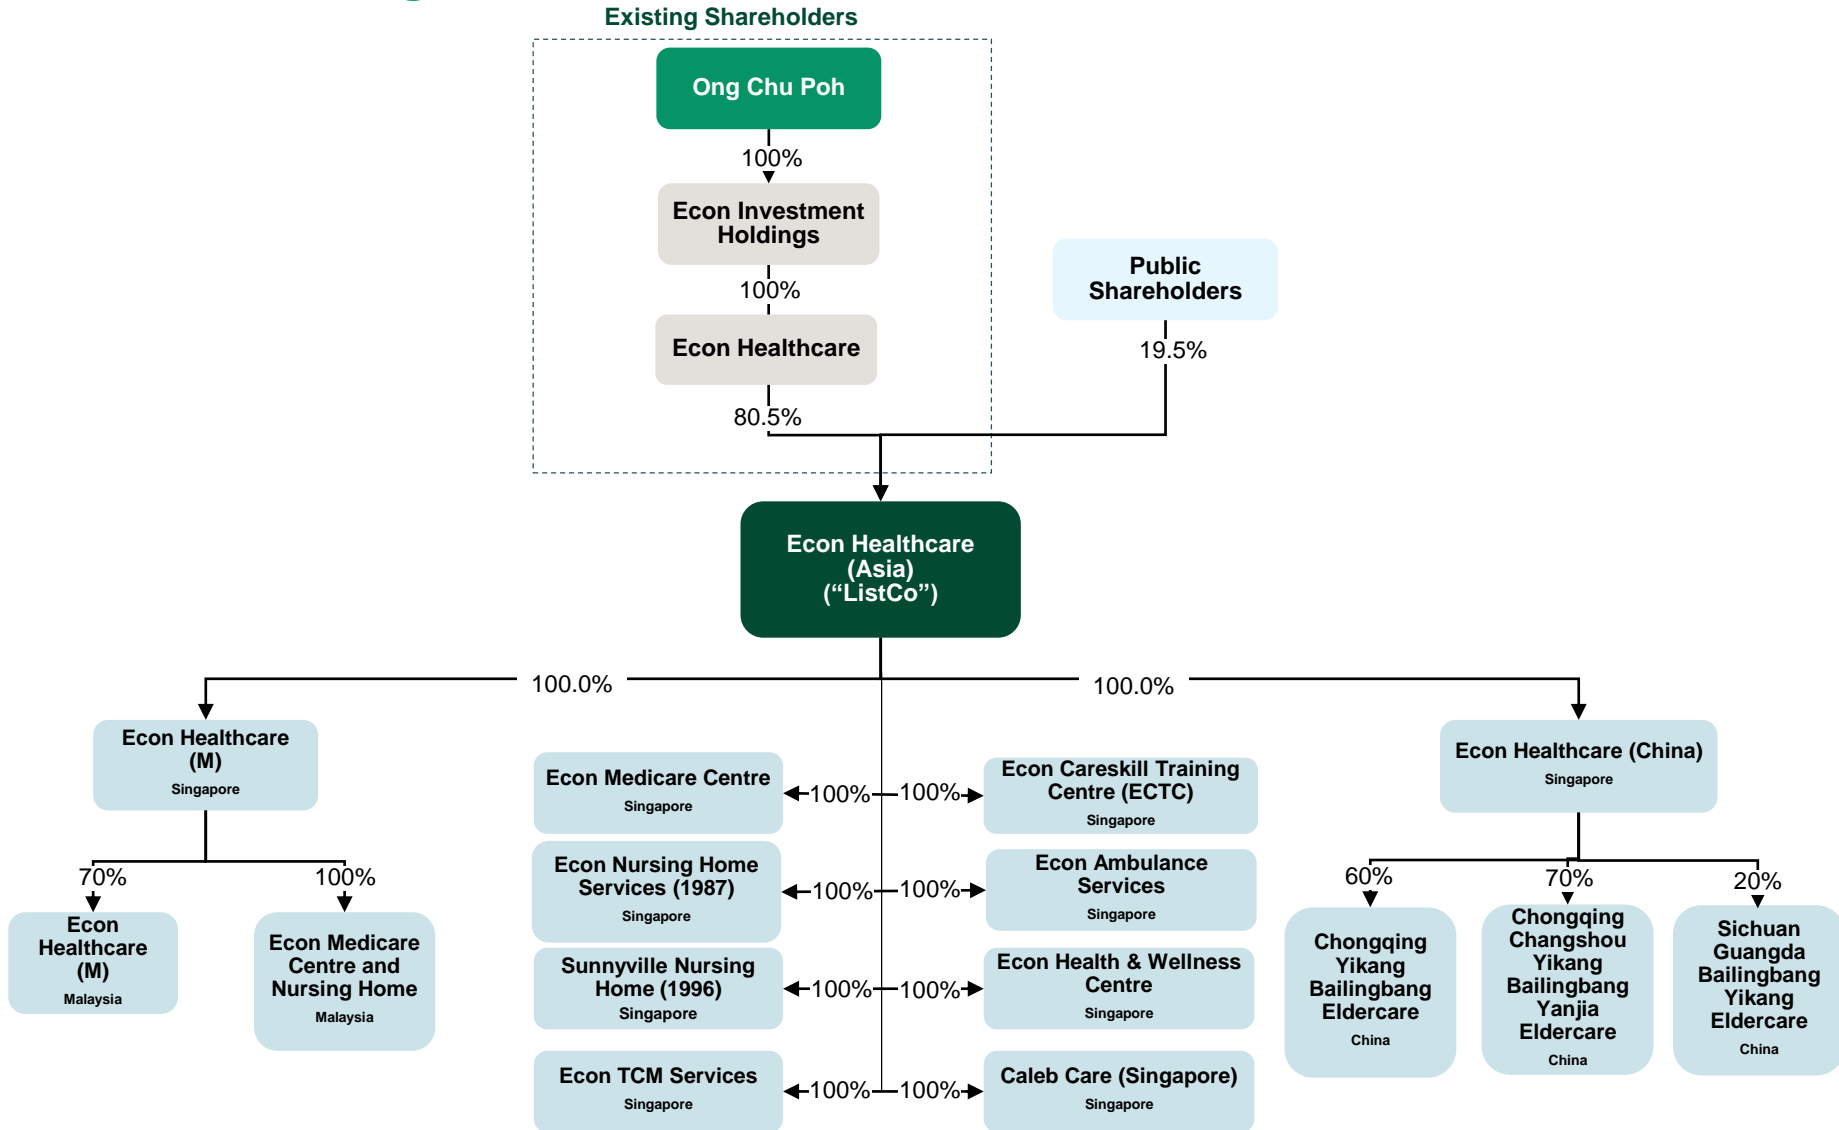 Existing Shareholders
Ong Chu Poh
100%
Econ Investment
Holdings
100%
Econ Healthcare
80.5%
Public
Shareholders
19.5%
Econ Healthcare
(Asia)
(“ListCo”)
100.0%
100.0%
Econ Healthcare
(M)
Singapore
70%
100%
Econ
Healthcare
(M)
Malaysia
Econ Medicare
Centre and
Nursing Home
Malaysia
Econ Medicare Centre
Singapore
100%
100%
Econ Careskill Training
Centre (ECTC)
Singapore
Econ Nursing Home
Services (1987)
Singapore
100%
100%
Econ Ambulance
Services
Singapore
Sunnyville Nursing
Home (1996)
Singapore
100%
100%
Econ Health & Wellness
Centre
Singapore
Econ TCM Services
Singapore
100%
100%
Caleb Care (Singapore)
Singapore
Econ Healthcare (China)
Singapore
60%
70%
20%
Chongqing
Yikang
Bailingbang
Eldercare
China
Chongqing
Changshou
Yikang
Bailingbang
Yanjia
Eldercare
China
Sichuan
Guangda
Bailingbang
Yikang
Eldercare
China